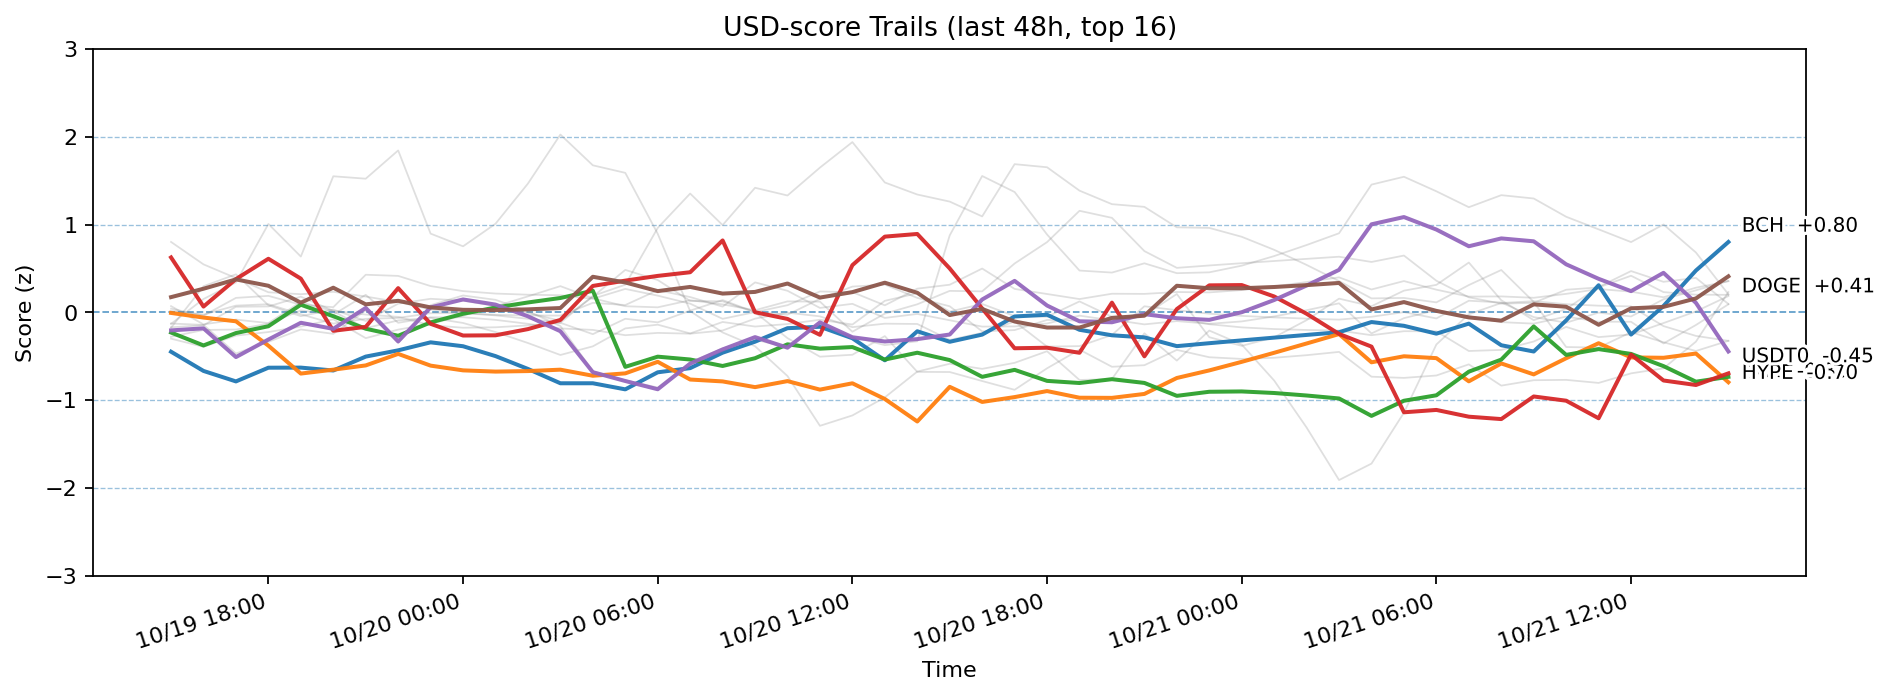 USD-score Trails (last 48h, top 16)
Score (z)
3
2
1
0
−1
−2
−3
BCH +0.80
DOGE +0.41
USDT0 -0.45
HYPE -0.70
10/19 18:00
10/20 00:00
10/20 06:00
10/20 12:00
10/20 18:00
10/21 00:00
10/21 06:00
10/21 12:00
Time